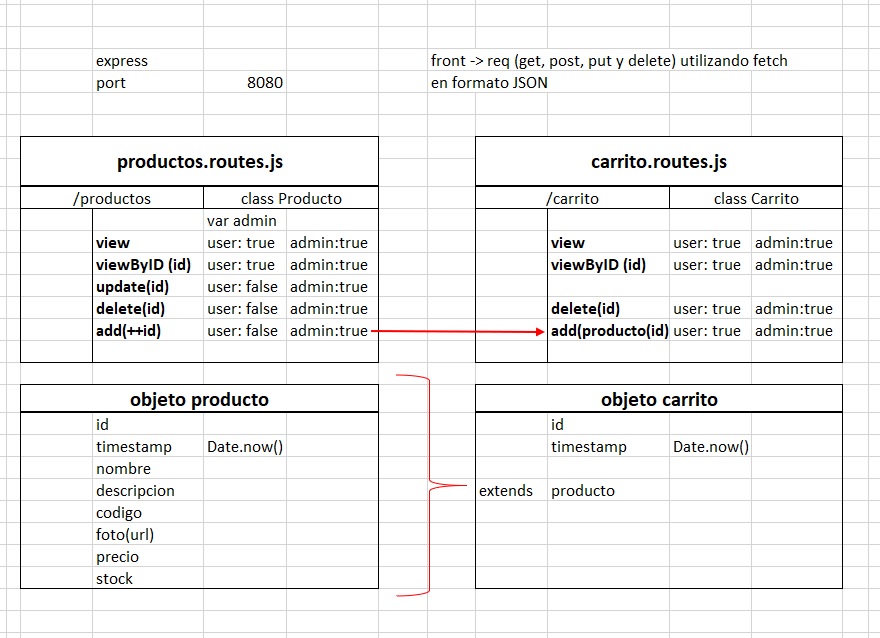 express
port 8080
front -> req (get, post, put y delete) utilizando fetch
en formato JSON
productos.routes.js
/productos class Producto
var admin
view user: true admin:true
viewByID (id) user: true admin:true
update(id) user: false admin:true
delete(id) user: false admin:true
add(++id) user: false admin:true
carrito.routes.js
/carrito class Carrito
view user: true admin:true
viewByID (id) user: true admin:true
delete(id) user: true admin:true
add(producto(id) user: true admin:true
objeto producto
id
timestamp Date.now()
nombre
descripcion
codigo
foto(url)
precio
stock
objeto carrito
id
timestamp Date.now()
extends producto